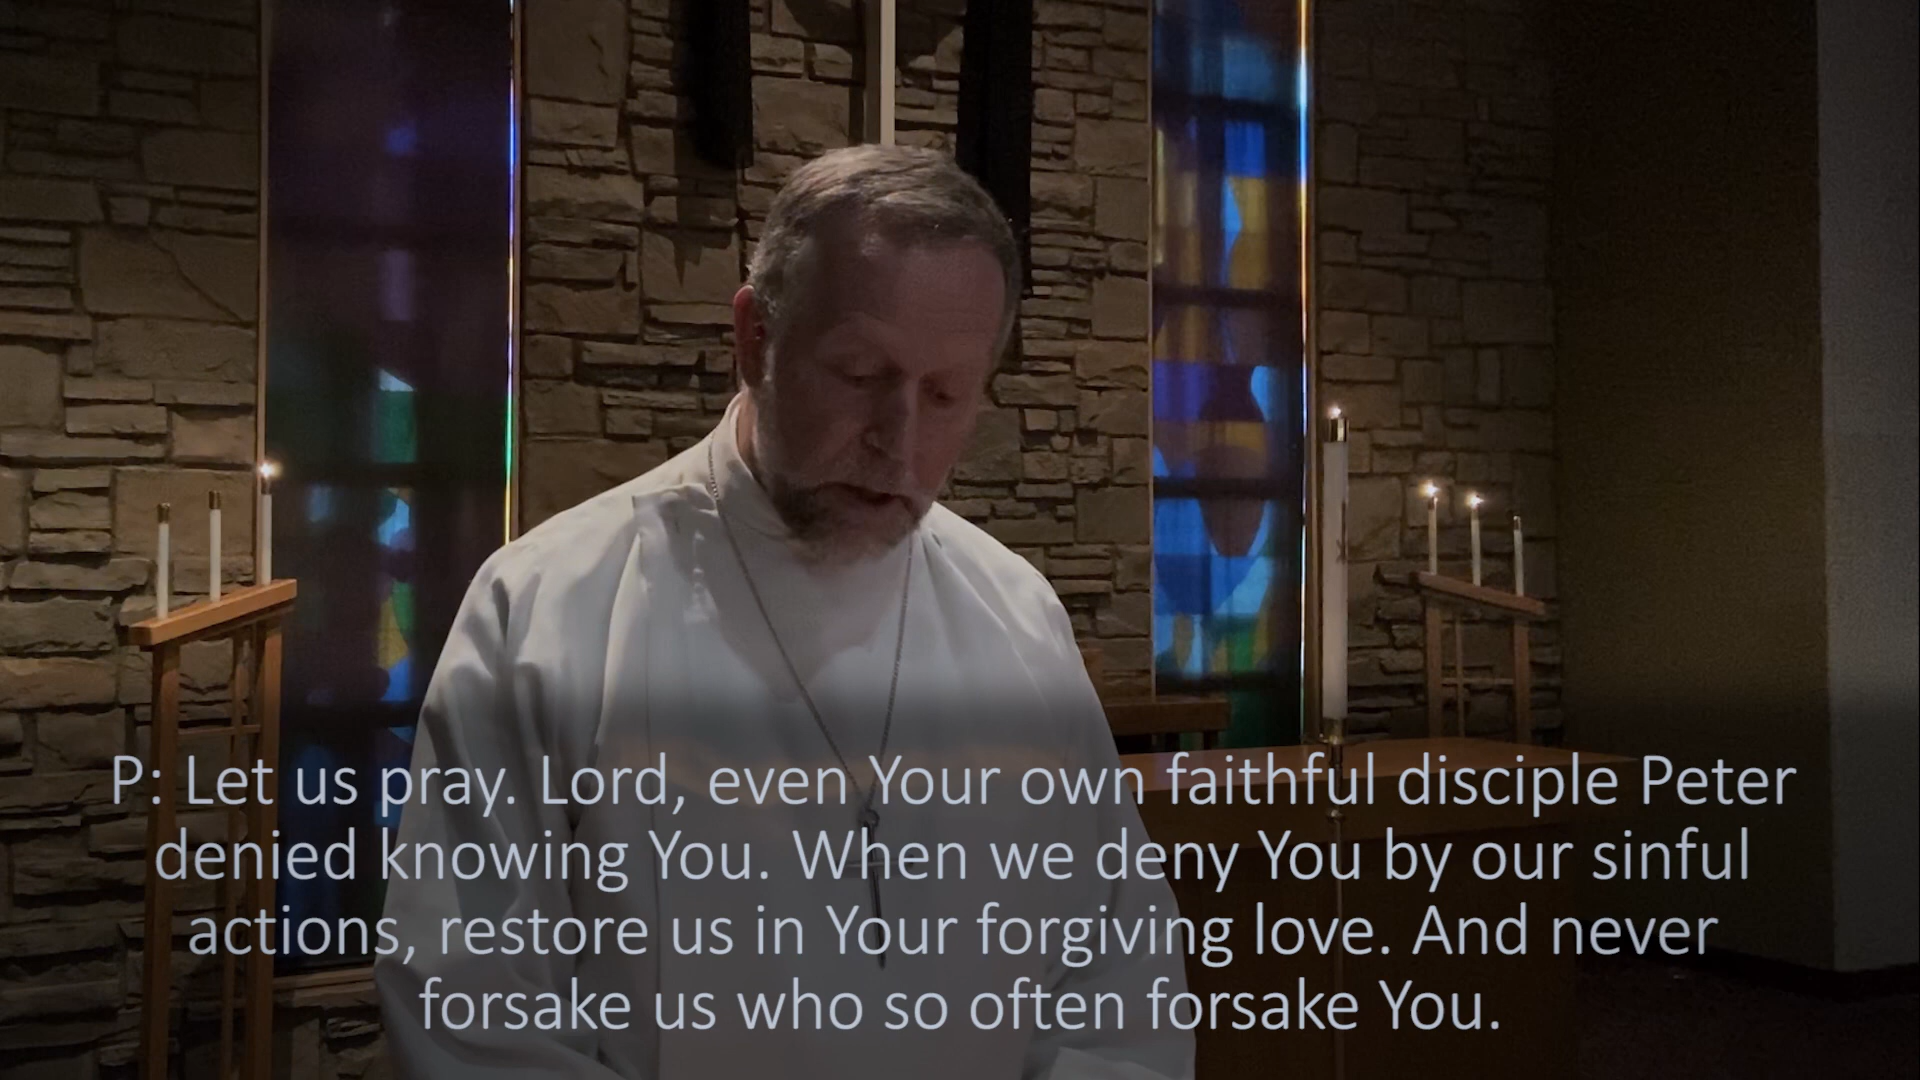 P: Let us pray. Lord, even Your own faithful disciple Peter
denied knowing You. When we deny You by our sinful
actions, restore us in Your forgiving love. And never
forsake us who so often forsake You.